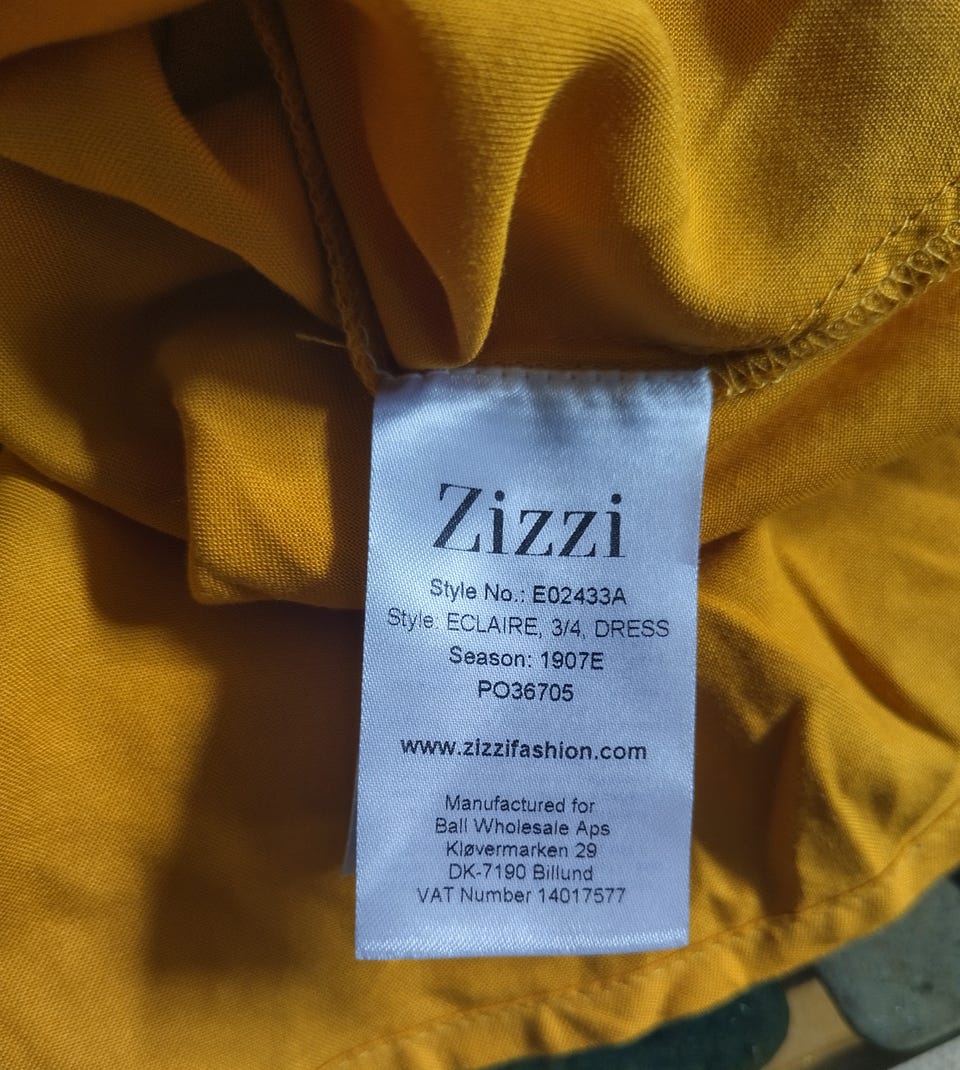 Zizzi
Style No.: E02433A
Style: ECLAIRE, 3/4, DRESS
Season: 1907E
PO36705
www.zizzifashion.com
Manufactured for
Ball Wholesale Aps
Kløvermarken 29
DK-7190 Billund
VAT Number 14017577